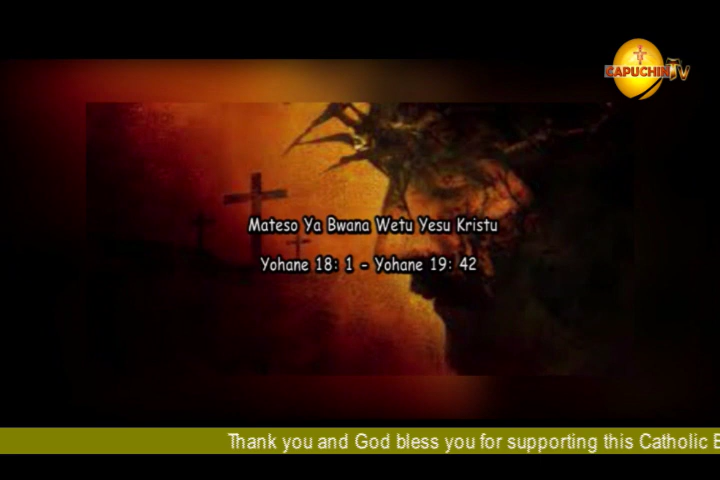 CAPUCHIN TV
Mateso Ya Bwana Wetu Yesu Kristu
Yohane 18: 1 - Yohane 19: 42
Thank you and God bless you for supporting this Catholic